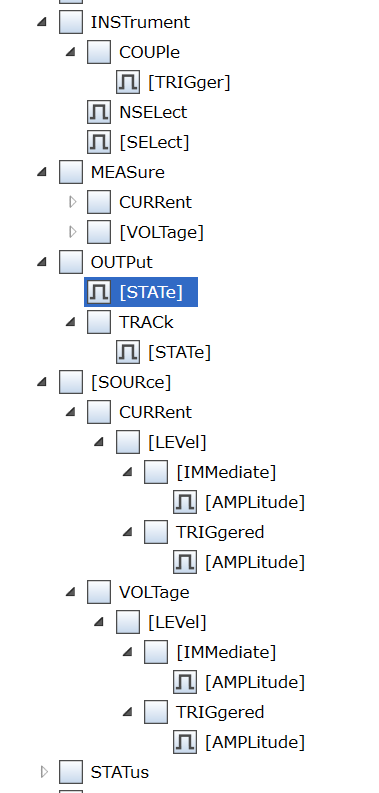 INSTrument
COUPle
[TRIGger]
NSELect
[SELect]
MEASure
CURRent
[VOLTage]
OUTPut
[STATe]
TRACk
[STATe]
[SOURce]
CURRent
[LEVel]
[IMMediate]
[AMPLitude]
TRIGgered
[AMPLitude]
VOLTage
[LEVel]
[IMMediate]
[AMPLitude]
TRIGgered
[AMPLitude]
STATus